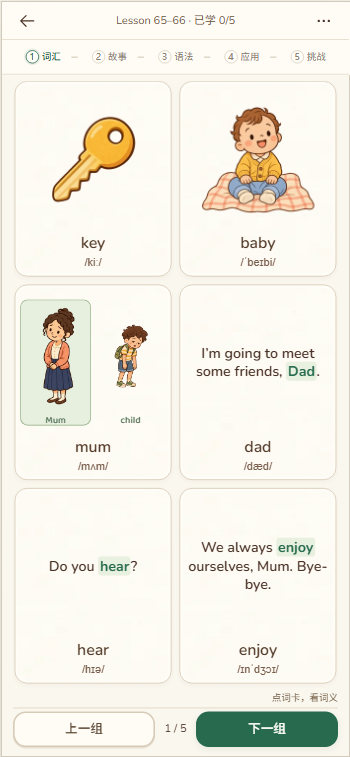 Lesson 65–66 · 已学 0/5
1 词汇 — 2 故事 — 3 语法 — 4 应用 — 5 挑战
key
/kiː/
baby
/ˈbeɪbi/
Mum
child
mum
/mʌm/
I'm going to meet
some friends, Dad.
dad
/dæd/
Do you hear?
hear
/hɪə/
We always enjoy
ourselves, Mum. Bye-
bye.
enjoy
/ɪnˈdʒɔɪ/
点词卡，看词义
上一组
1 / 5
下一组